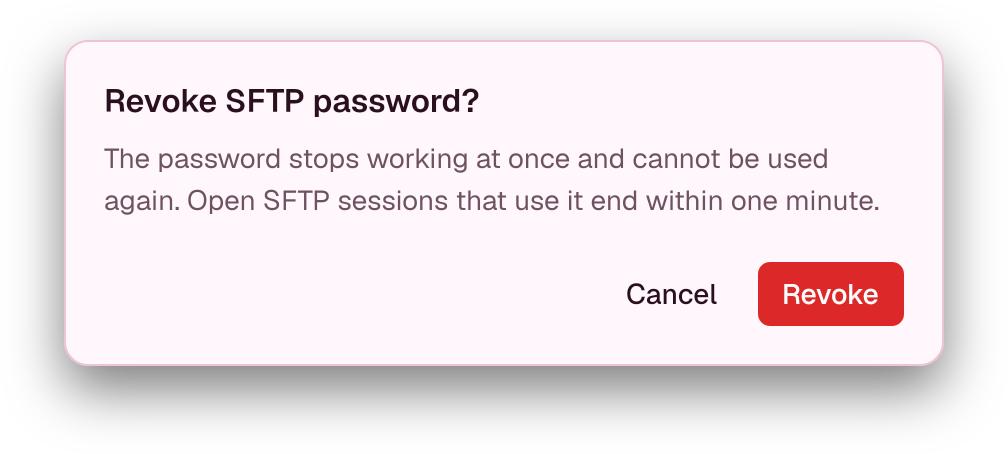 Revoke SFTP password?
The password stops working at once and cannot be used
again. Open SFTP sessions that use it end within one minute.
Cancel
Revoke